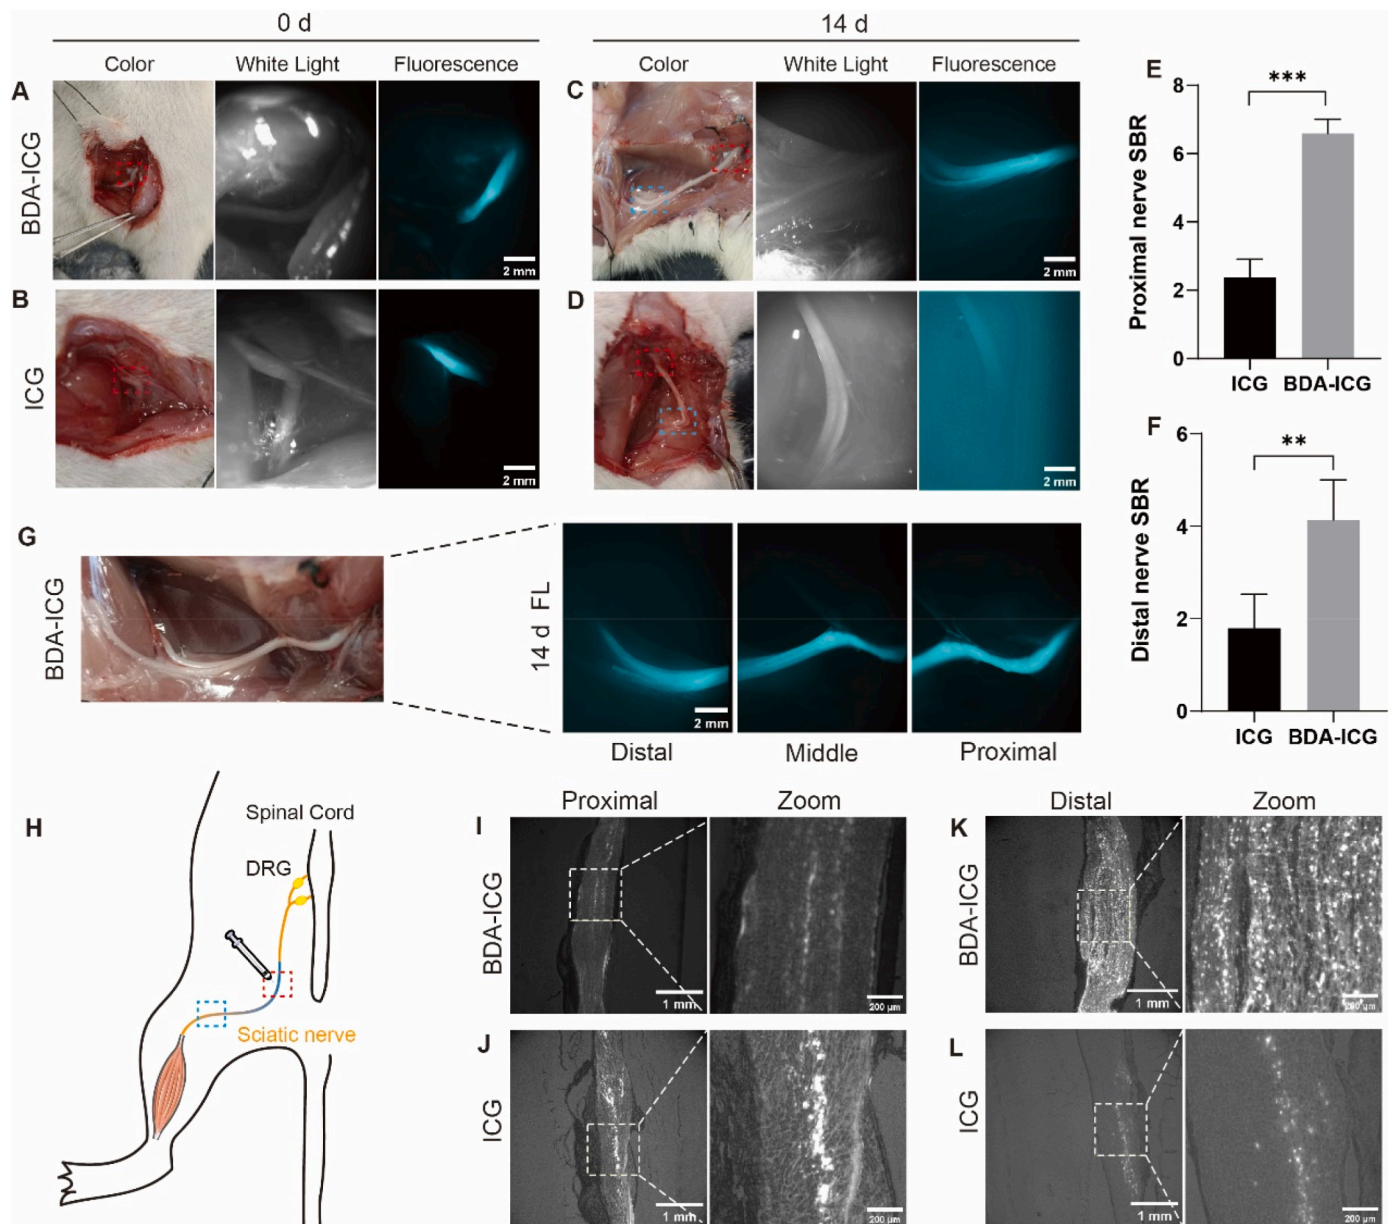 0 d
14 d
Color White Light Fluorescence
Color White Light Fluorescence
A
BDA-ICG
2 mm
C
2 mm
B
ICG
2 mm
D
2 mm
E
Proximal nerve SBR
8
6
4
2
0
***
ICG BDA-ICG
F
Distal nerve SBR
6
4
2
0
**
ICG BDA-ICG
G
BDA-ICG
14 d FL
2 mm
Distal Middle Proximal
H
Spinal Cord
DRG
Sciatic nerve
Proximal Zoom
Distal Zoom
I
BDA-ICG
1 mm
200 µm
K
BDA-ICG
1 mm
200 µm
J
ICG
1 mm
200 µm
L
ICG
1 mm
200 µm